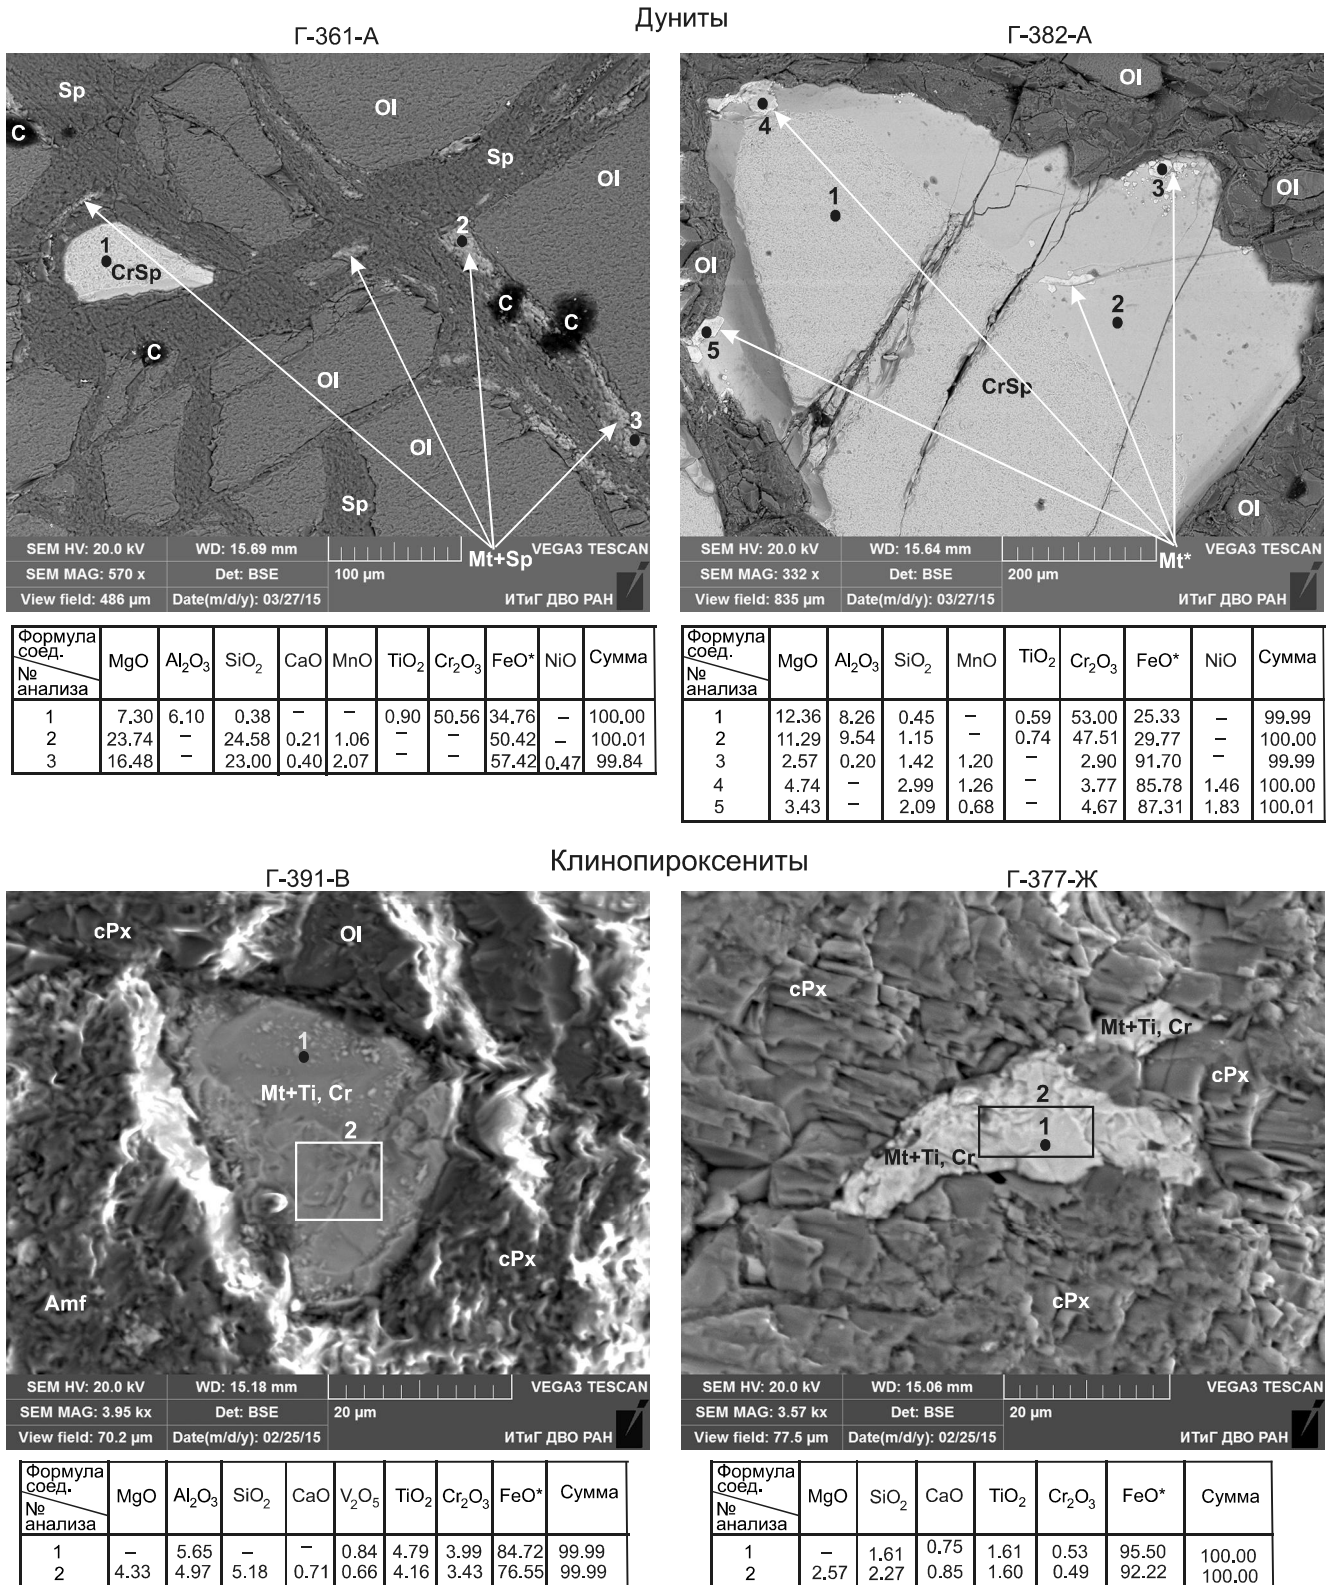 Дуниты
Г-361-А
Sp
Ol
C
Sp
Ol
2
1
CrSp
C
C
C
Ol
3
Ol
Sp
Mt+Sp
SEM HV: 20.0 kV WD: 15.69 mm VEGA3 TESCAN
SEM MAG: 570 x Det: BSE 100 µm
View field: 486 µm Date(m/d/y): 03/27/15 ИТиГ ДВО РАН
Формула соед. MgO Al₂O₃ SiO₂ CaO MnO TiO₂ Cr₂O₃ FeO* NiO Сумма
№ анализа
1 7.30 6.10 0.38 – – 0.90 50.56 34.76 – 100.00
2 23.74 – 24.58 0.21 1.06 – – 50.42 – 100.01
3 16.48 – 23.00 0.40 2.07 – – 57.42 0.47 99.84
Г-382-А
Ol
4
3
1
Ol
Ol
2
5
CrSp
Ol
Mt*
SEM HV: 20.0 kV WD: 15.64 mm VEGA3 TESCAN
SEM MAG: 332 x Det: BSE 200 µm
View field: 835 µm Date(m/d/y): 03/27/15 ИТиГ ДВО РАН
Формула соед. MgO Al₂O₃ SiO₂ MnO TiO₂ Cr₂O₃ FeO* NiO Сумма
№ анализа
1 12.36 8.26 0.45 – 0.59 53.00 25.33 – 99.99
2 11.29 9.54 1.15 – 0.74 47.51 29.77 – 100.00
3 2.57 0.20 1.42 1.20 – 2.90 91.70 – 99.99
4 4.74 – 2.99 1.26 – 3.77 85.78 1.46 100.00
5 3.43 – 2.09 0.68 – 4.67 87.31 1.83 100.01
Клинопироксениты
Г-391-В
cPx
Ol
1
Mt+Ti, Cr
2
cPx
Amf
SEM HV: 20.0 kV WD: 15.18 mm VEGA3 TESCAN
SEM MAG: 3.95 kx Det: BSE 20 µm
View field: 70.2 µm Date(m/d/y): 02/25/15 ИТиГ ДВО РАН
Формула соед. MgO Al₂O₃ SiO₂ CaO V₂O₅ TiO₂ Cr₂O₃ FeO* Сумма
№ анализа
1 – 5.65 – – 0.84 4.79 3.99 84.72 99.99
2 4.33 4.97 5.18 0.71 0.66 4.16 3.43 76.55 99.99
Г-377-Ж
cPx
Mt+Ti, Cr
cPx
2
1
Mt+Ti, Cr
cPx
SEM HV: 20.0 kV WD: 15.06 mm VEGA3 TESCAN
SEM MAG: 3.57 kx Det: BSE 20 µm
View field: 77.5 µm Date(m/d/y): 02/25/15 ИТиГ ДВО РАН
Формула соед. MgO SiO₂ CaO TiO₂ Cr₂O₃ FeO* Сумма
№ анализа
1 – 1.61 0.75 1.61 0.53 95.50 100.00
2 2.57 2.27 0.85 1.60 0.49 92.22 100.00